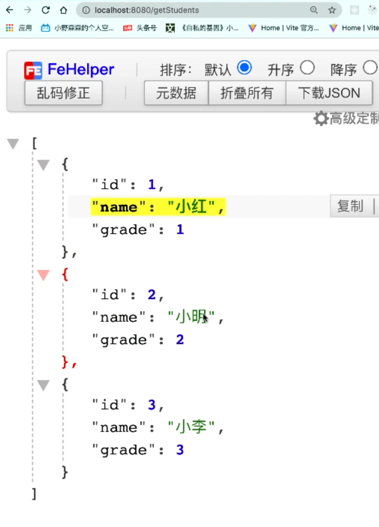 localhost:8080/getStudents
应用 小野森森的个人空... 头条号 《自私的基因》小... Home | Vite 官方... Home | Vite
FeHelper 排序: 默认 升序 降序
乱码修正 元数据 折叠所有 下载JSON
高级定制
[
{
"id": 1,
"name": "小红",
复制
"grade": 1
},
{
"id": 2,
"name": "小明",
"grade": 2
},
{
"id": 3,
"name": "小李",
"grade": 3
}
]